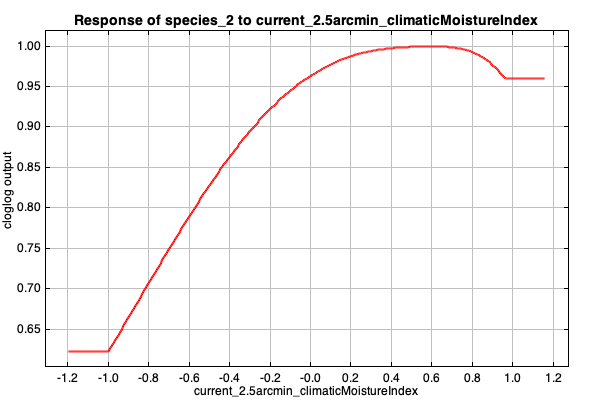 Response of species_2 to current_2.5arcmin_climaticMoistureIndex
1.00
0.95
0.90
0.85
0.80
0.75
0.70
0.65
cloglog output
-1.2 -1.0 -0.8 -0.6 -0.4 -0.2 -0.0 0.2 0.4 0.6 0.8 1.0 1.2
current_2.5arcmin_climaticMoistureIndex